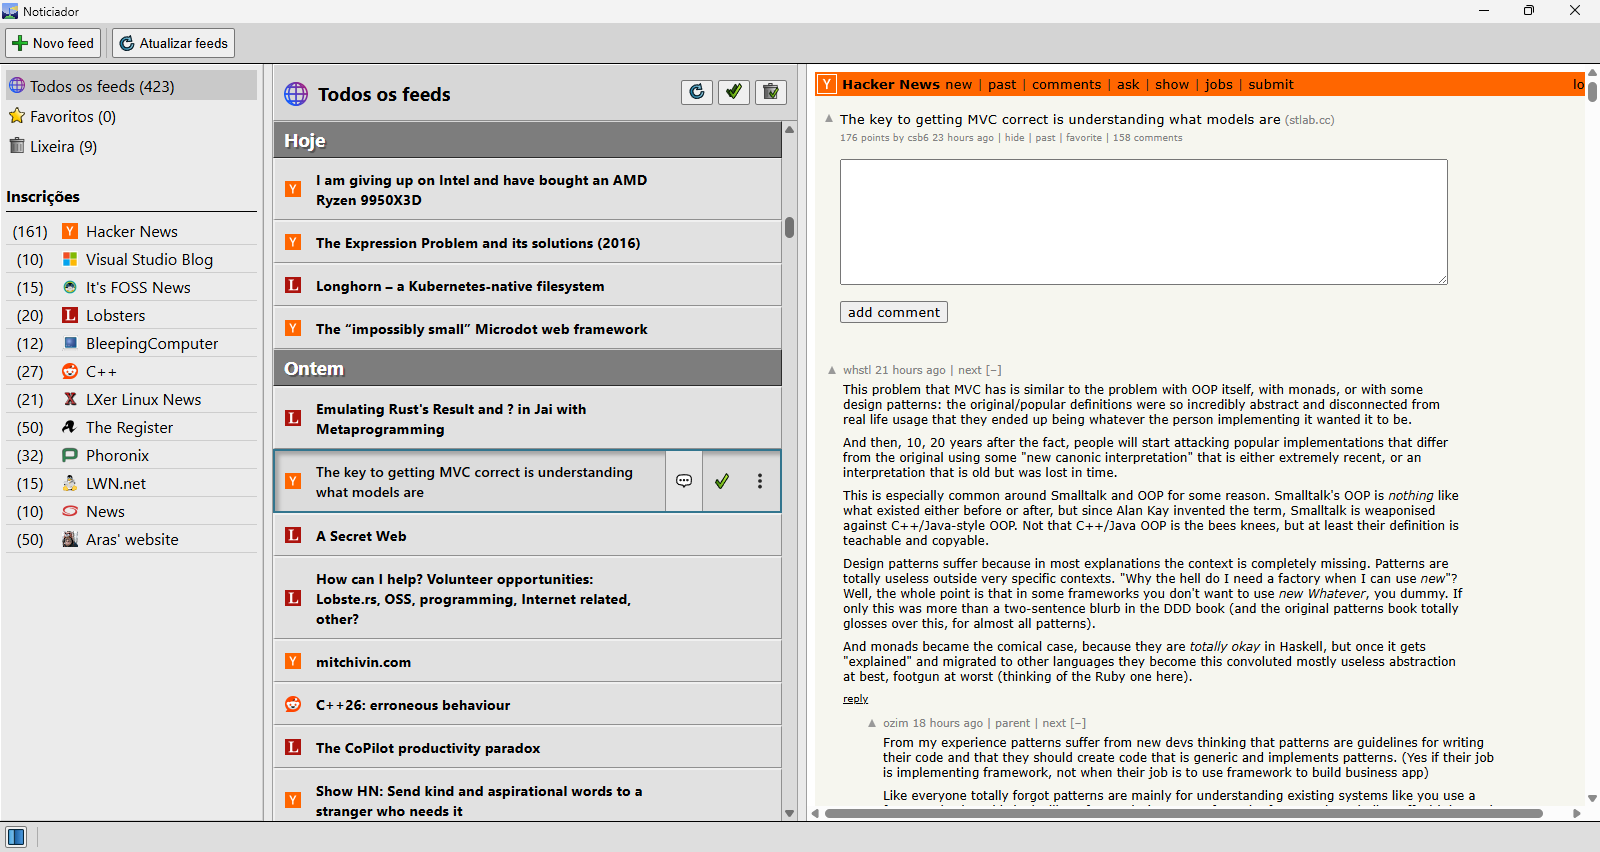 Noticiador
Novo feed
Atualizar feeds
Todos os feeds (423)
Favoritos (0)
Lixeira (9)
Inscrições
(161) Y Hacker News
(10) Visual Studio Blog
(15) It's FOSS News
(20) L Lobsters
(12) BleepingComputer
(27) C++
(21) X LXer Linux News
(50) The Register
(32) Phoronix
(15) LWN.net
(10) News
(50) Aras' website
Todos os feeds
Hoje
Y I am giving up on Intel and have bought an AMD
Ryzen 9950X3D
Y The Expression Problem and its solutions (2016)
L Longhorn – a Kubernetes-native filesystem
Y The “impossibly small” Microdot web framework
Ontem
L Emulating Rust's Result and ? in Jai with
Metaprogramming
Y The key to getting MVC correct is understanding
what models are
L A Secret Web
L How can I help? Volunteer opportunities:
Lobste.rs, OSS, programming, Internet related,
other?
Y mitchivin.com
C++26: erroneous behaviour
L The CoPilot productivity paradox
Y Show HN: Send kind and aspirational words to a
stranger who needs it
Y Hacker News new | past | comments | ask | show | jobs | submit lo
The key to getting MVC correct is understanding what models are (stlab.cc)
176 points by csb6 23 hours ago | hide | past | favorite | 158 comments
add comment
whstl 21 hours ago | next [–]
This problem that MVC has is similar to the problem with OOP itself, with monads, or with some
design patterns: the original/popular definitions were so incredibly abstract and disconnected from
real life usage that they ended up being whatever the person implementing it wanted it to be.
And then, 10, 20 years after the fact, people will start attacking popular implementations that differ
from the original using some "new canonic interpretation" that is either extremely recent, or an
interpretation that is old but was lost in time.
This is especially common around Smalltalk and OOP for some reason. Smalltalk's OOP is nothing like
what existed either before or after, but since Alan Kay invented the term, Smalltalk is weaponised
against C++/Java-style OOP. Not that C++/Java OOP is the bees knees, but at least their definition is
teachable and copyable.
Design patterns suffer because in most explanations the context is completely missing. Patterns are
totally useless outside very specific contexts. "Why the hell do I need a factory when I can use new"?
Well, the whole point is that in some frameworks you don't want to use new Whatever, you dummy. If
only this was more than a two-sentence blurb in the DDD book (and the original patterns book totally
glosses over this, for almost all patterns).
And monads became the comical case, because they are totally okay in Haskell, but once it gets
"explained" and migrated to other languages they become this convoluted mostly useless abstraction
at best, footgun at worst (thinking of the Ruby one here).
reply
ozim 18 hours ago | parent | next [–]
From my experience patterns suffer from new devs thinking that patterns are guidelines for writing
their code and that they should create code that is generic and implements patterns. (Yes if their job
is implementing framework, not when their job is to use framework to build business app)
Like everyone totally forgot patterns are mainly for understanding existing systems like you use a